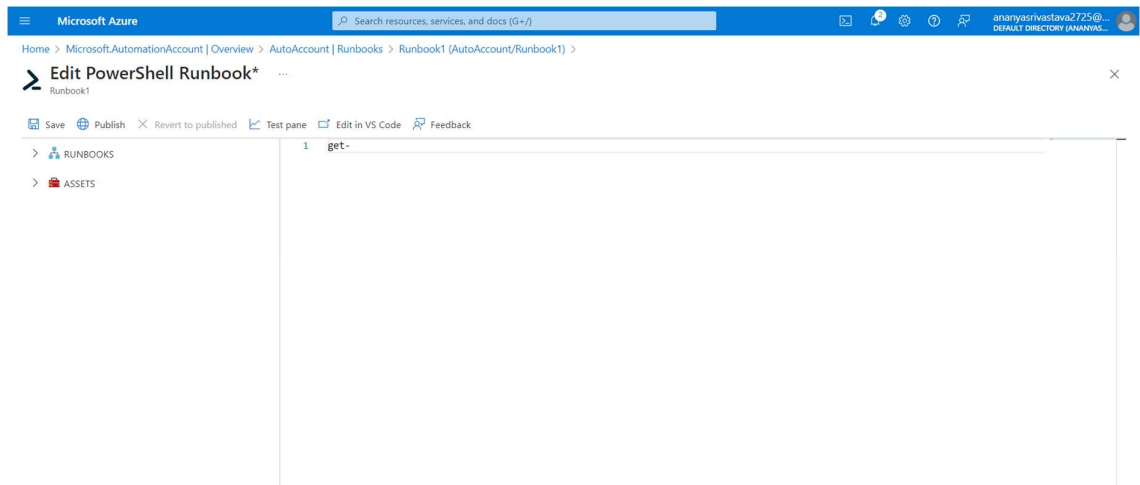 Microsoft Azure
Search resources, services, and docs (G+/)
2
ananyasrivastava2725@...
DEFAULT DIRECTORY (ANANYAS...
Home > Microsoft.AutomationAccount | Overview > AutoAccount | Runbooks > Runbook1 (AutoAccount/Runbook1) >
Edit PowerShell Runbook* ...
Runbook1
Save Publish Revert to published Test pane Edit in VS Code Feedback
RUNBOOKS
ASSETS
1 get-